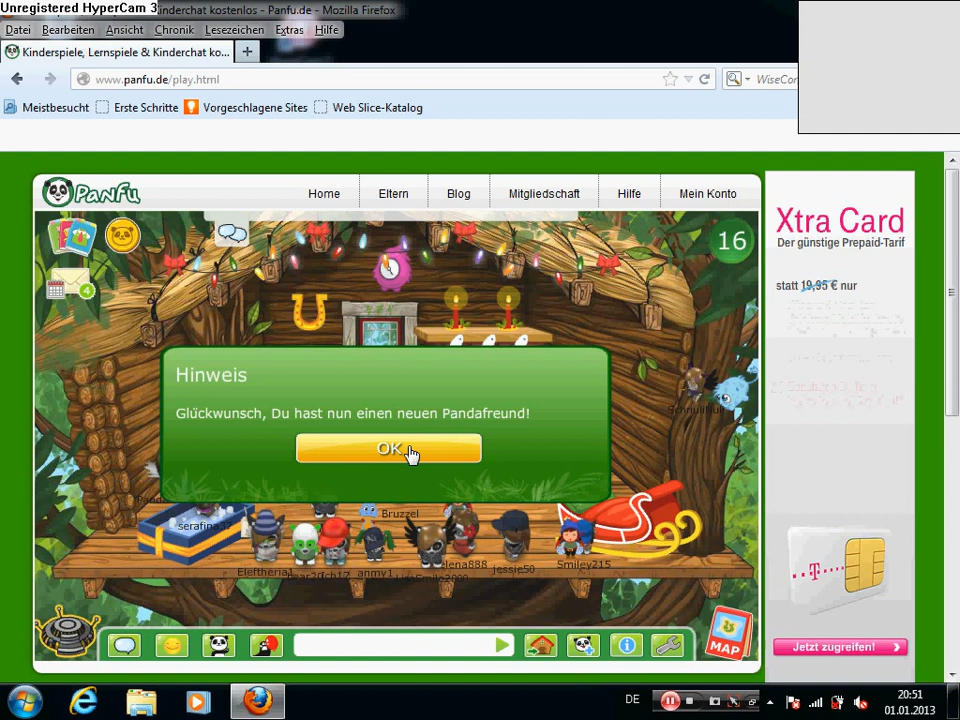 Unregistered HyperCam 3
Kinderchat kostenlos - Panfu.de - Mozilla Firefox
Datei Bearbeiten Ansicht Chronik Lesezeichen Extras Hilfe
Kinderspiele, Lernspiele & Kinderchat ko... +
www.panfu.de/play.html
WiseCon
Meistbesucht Erste Schritte Vorgeschlagene Sites Web Slice-Katalog
PanFu
Home Eltern Blog Mitgliedschaft Hilfe Mein Konto
16
4
Xtra Card
Der günstige Prepaid-Tarif
statt 19,95 € nur
Hinweis
Glückwunsch, Du hast nun einen neuen Pandafreund!
OK
Bruzzel
Eleftheria
anmy1
jessie50
Smiley215
MAP
T
Jetzt zugreifen!
DE
20:51
01.01.2013